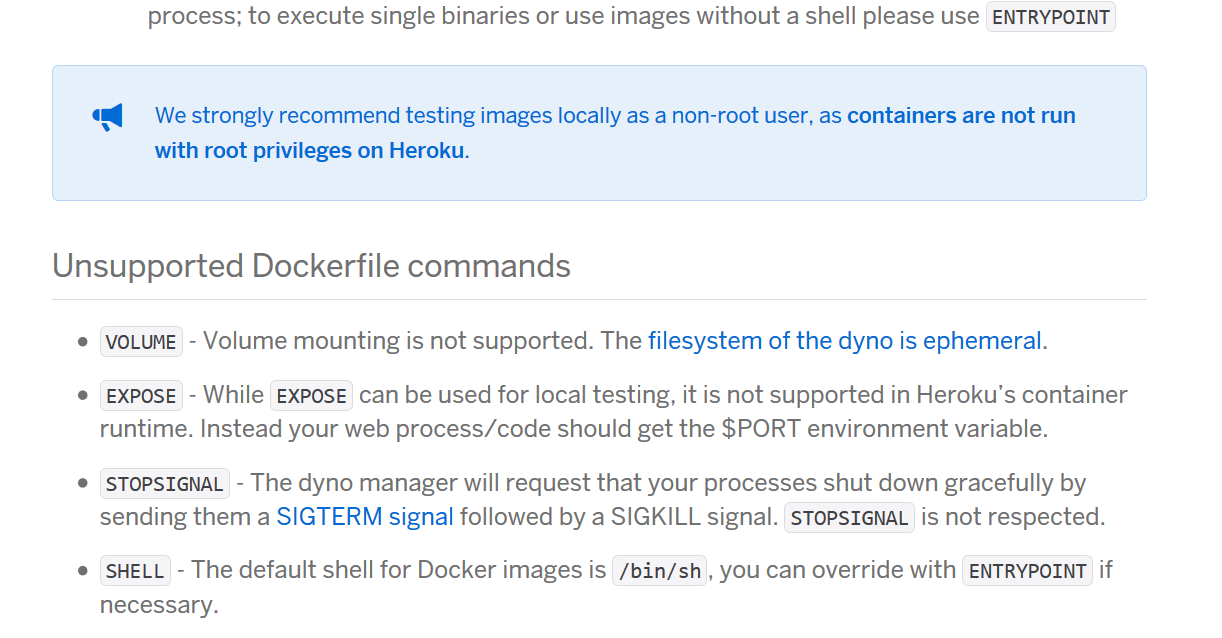 process; to execute single binaries or use images without a shell please use ENTRYPOINT
We strongly recommend testing images locally as a non-root user, as containers are not run
with root privileges on Heroku.
Unsupported Dockerfile commands
• VOLUME - Volume mounting is not supported. The filesystem of the dyno is ephemeral.
• EXPOSE - While EXPOSE can be used for local testing, it is not supported in Heroku’s container
runtime. Instead your web process/code should get the $PORT environment variable.
• STOPSIGNAL - The dyno manager will request that your processes shut down gracefully by
sending them a SIGTERM signal followed by a SIGKILL signal. STOPSIGNAL is not respected.
• SHELL - The default shell for Docker images is /bin/sh, you can override with ENTRYPOINT if
necessary.